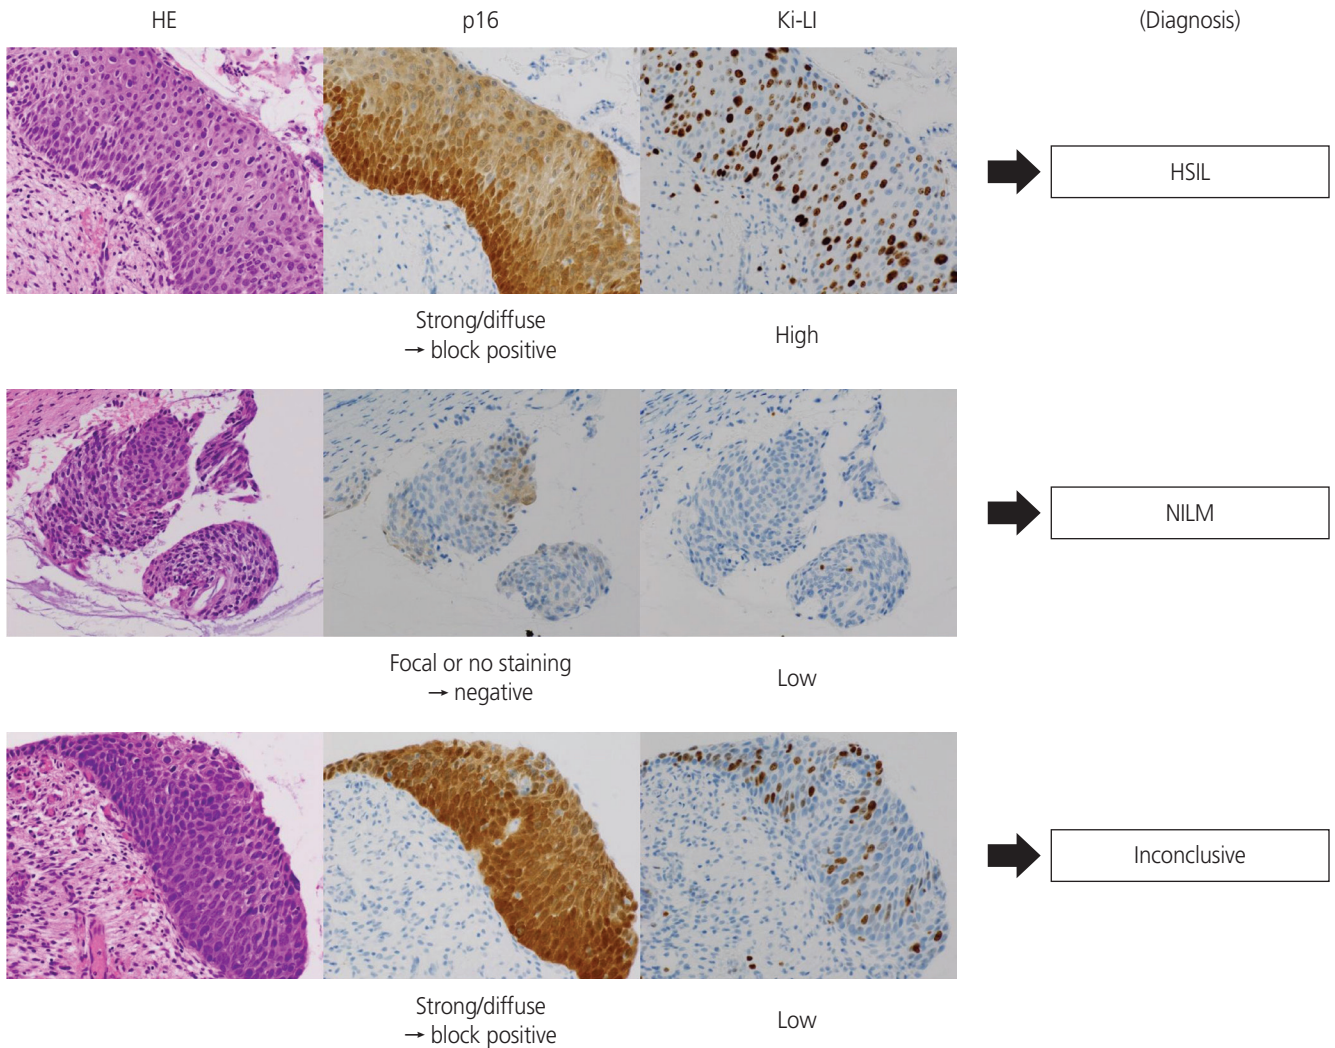 HE
p16
Ki-LI
(Diagnosis)
HSIL
Strong/diffuse
→ block positive
High
NILM
Focal or no staining
→ negative
Low
Inconclusive
Strong/diffuse
→ block positive
Low